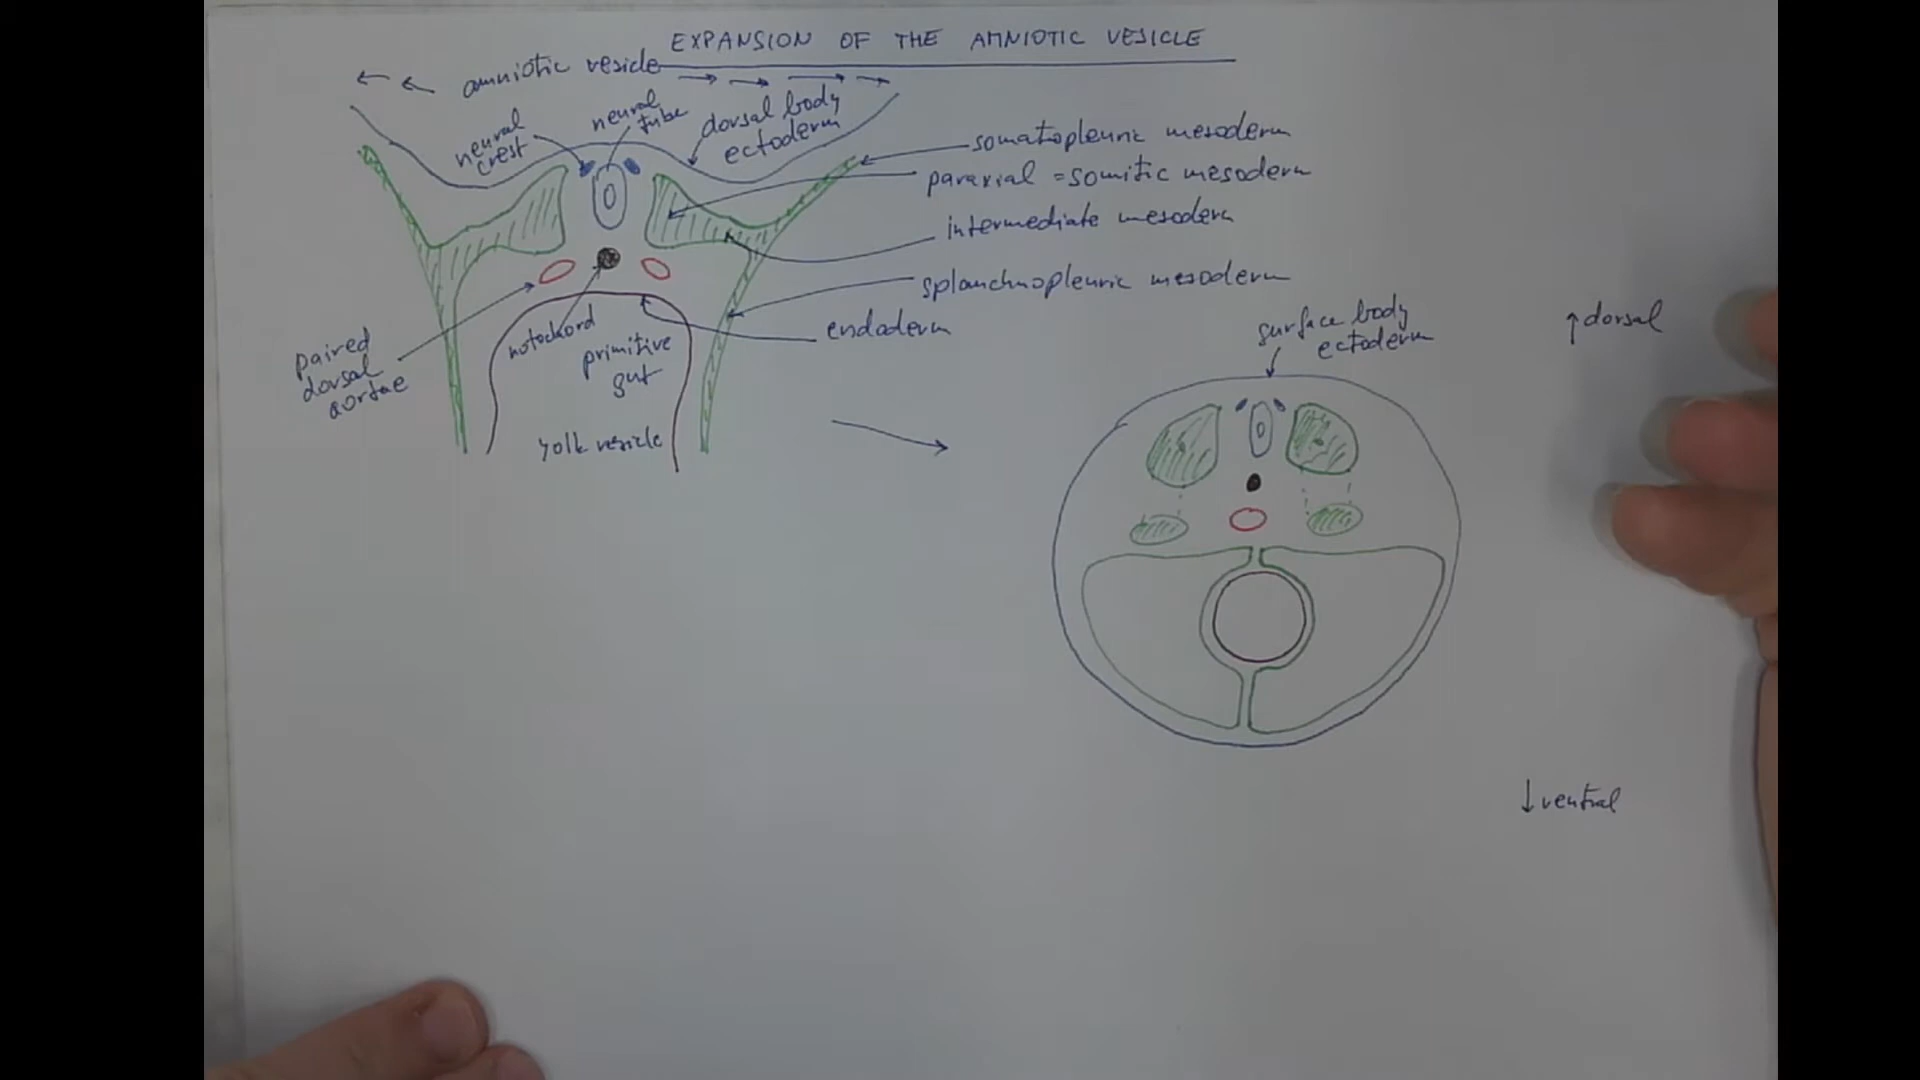 EXPANSION OF THE AMNIOTIC VESICLE
← ← amniotic vesicle → → → →
neural
crest
neural
tube
dorsal body
ectoderm
somatopleuric mesoderm
paraxial = somitic mesoderm
intermediate mesoderm
splanchnopleuric mesoderm
endoderm
paired
dorsal
aortae
notochord
primitive
gut
yolk vesicle
surface body
ectoderm
↑ dorsal
↓ ventral